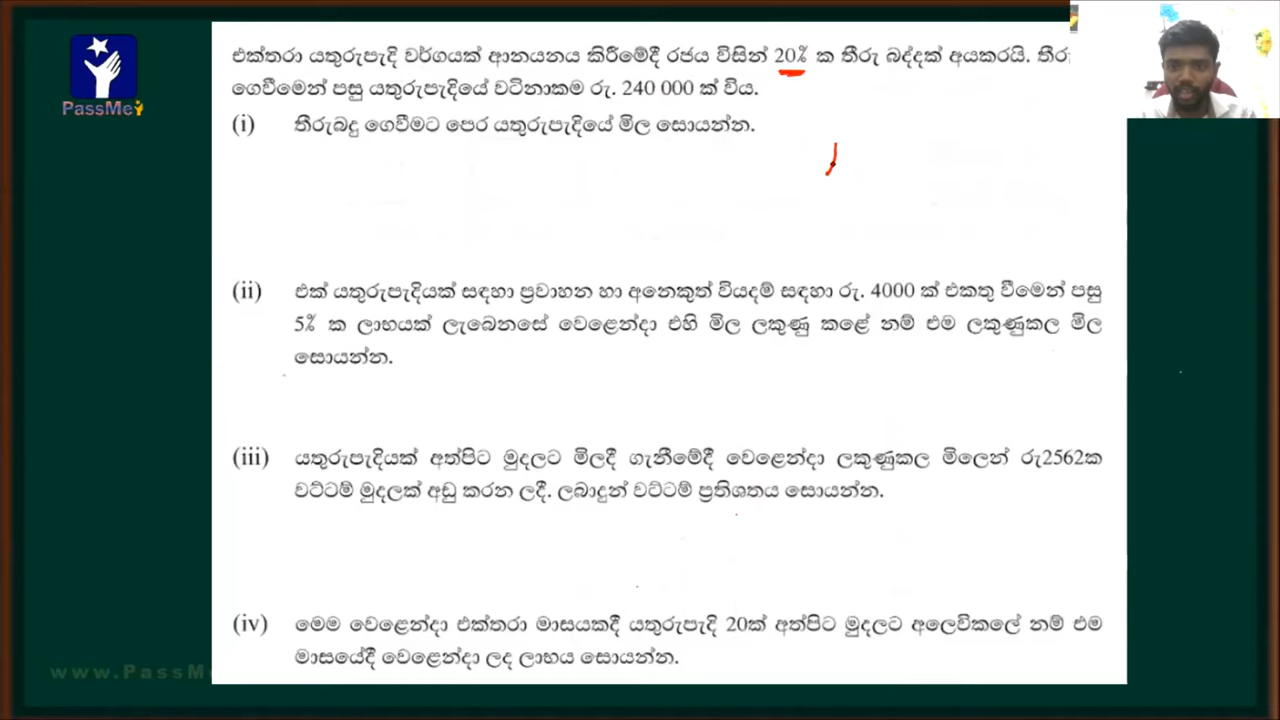 PassMe
එක්තරා යතුරුපැදි වර්ගයක් ආනයනය කිරීමේදී රජය විසින් 20% ක තීරු බද්දක් අයකරයි. තීරු
ගෙවීමෙන් පසු යතුරුපැදියේ වටිනාකම රු. 240 000 ක් විය.
(i) තීරුබදු ගෙවීමට පෙර යතුරුපැදියේ මිල සොයන්න.
(ii) එක් යතුරුපැදියක් සඳහා ප්‍රවාහන හා අනෙකුත් වියදම් සඳහා රු. 4000 ක් එකතු වීමෙන් පසු
5% ක ලාභයක් ලැබෙනසේ වෙළෙන්දා එහි මිල ලකුණු කළේ නම් එම ලකුණුකල මිල
සොයන්න.
(iii) යතුරුපැදියක් අත්පිට මුදලට මිලදී ගැනීමේදී වෙළෙන්දා ලකුණුකල මිලෙන් රු2562ක
වට්ටම් මුදලක් අඩු කරන ලදී. ලබාදුන් වට්ටම් ප්‍රතිශතය සොයන්න.
(iv) මෙම වෙළෙන්දා එක්තරා මාසයකදී යතුරුපැදි 20ක් අත්පිට මුදලට අලෙවිකලේ නම් එම
මාසයේදී වෙළෙන්දා ලද ලාභය සොයන්න.
www.PassMe